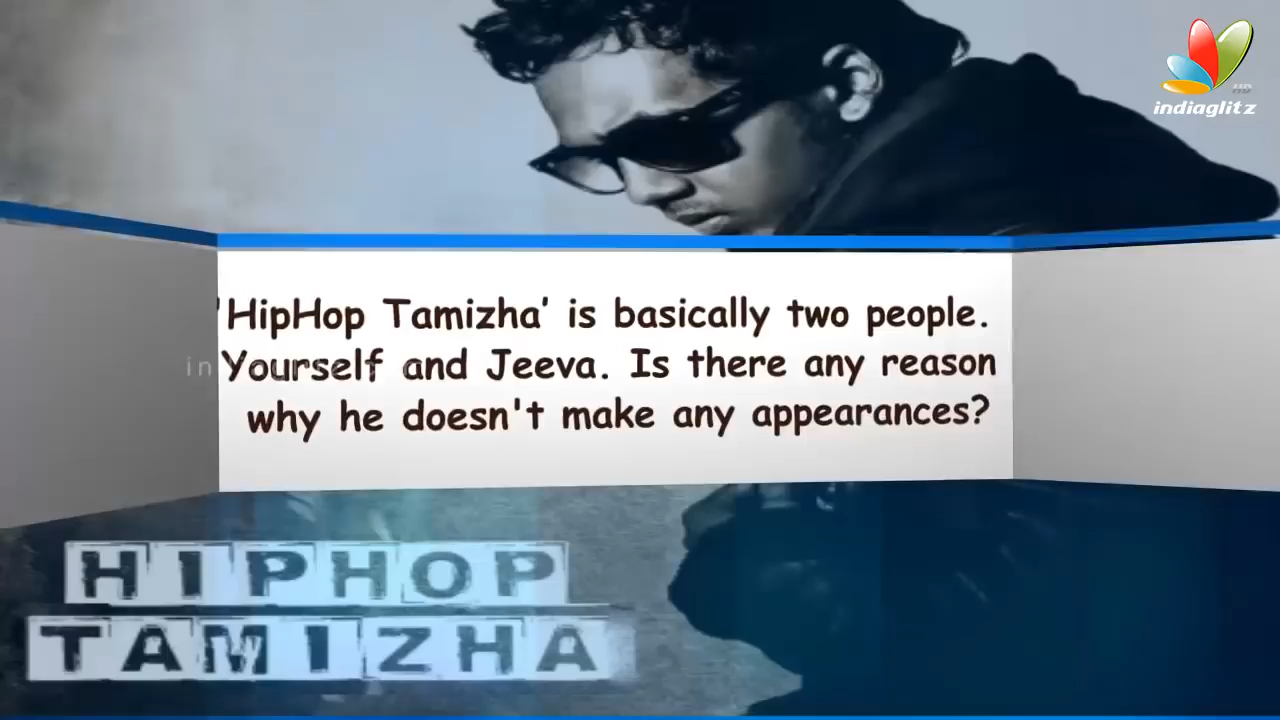 HD
indiaglitz
'HipHop Tamizha' is basically two people.
Yourself and Jeeva. Is there any reason
why he doesn't make any appearances?
HIPHOP
TAMIZHA